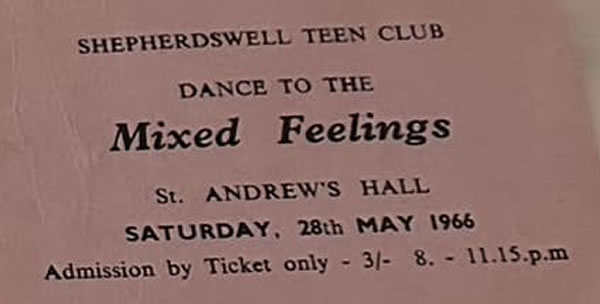 SHEPHERDSWELL TEEN CLUB
DANCE TO THE
Mixed Feelings
St. ANDREW'S HALL
SATURDAY, 28th MAY 1966
Admission by Ticket only - 3/- 8. - 11.15.p.m